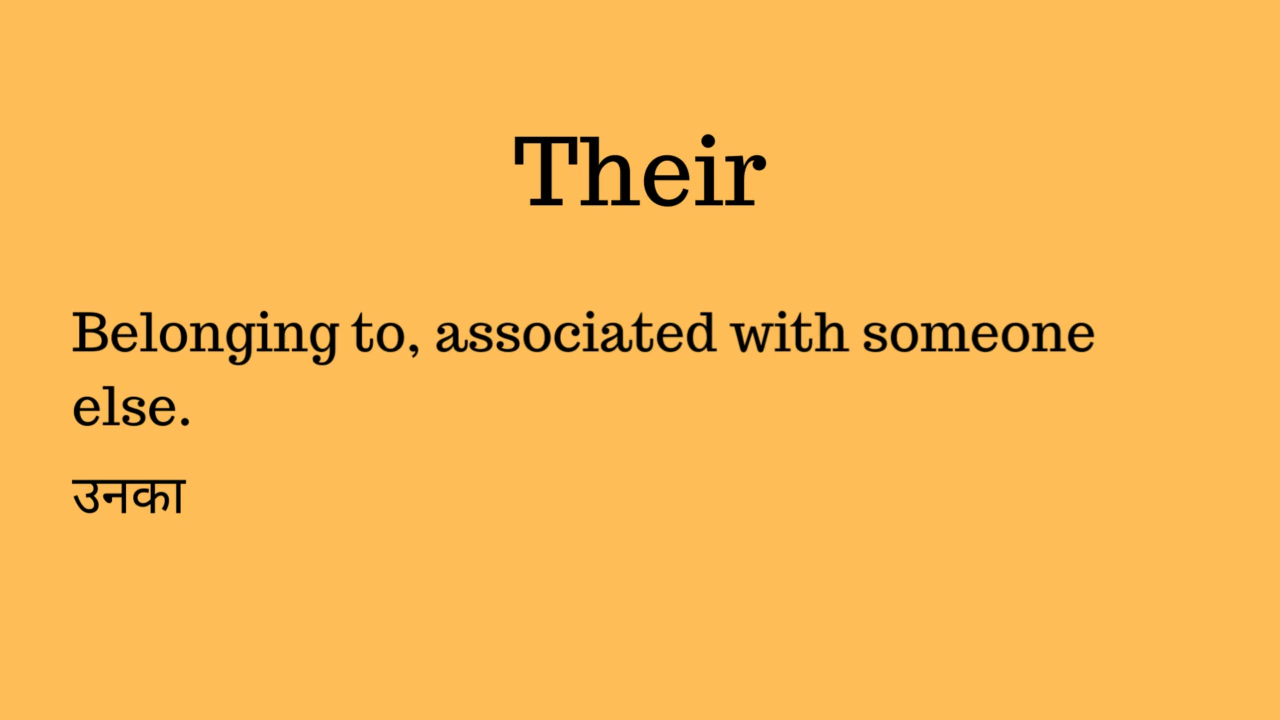 Their
Belonging to, associated with someone
else.
उनका